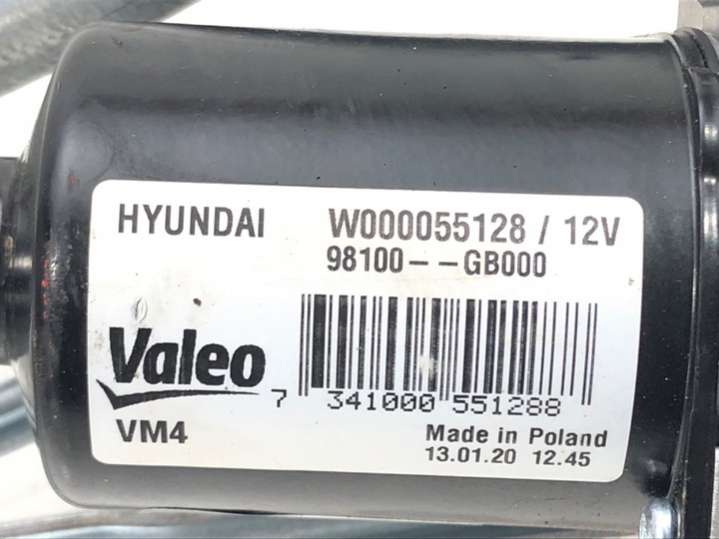 HYUNDAI W000055128 / 12V
98100--GB000
Valeo
7 341000 551288
VM4 Made in Poland
13.01.20 12.45